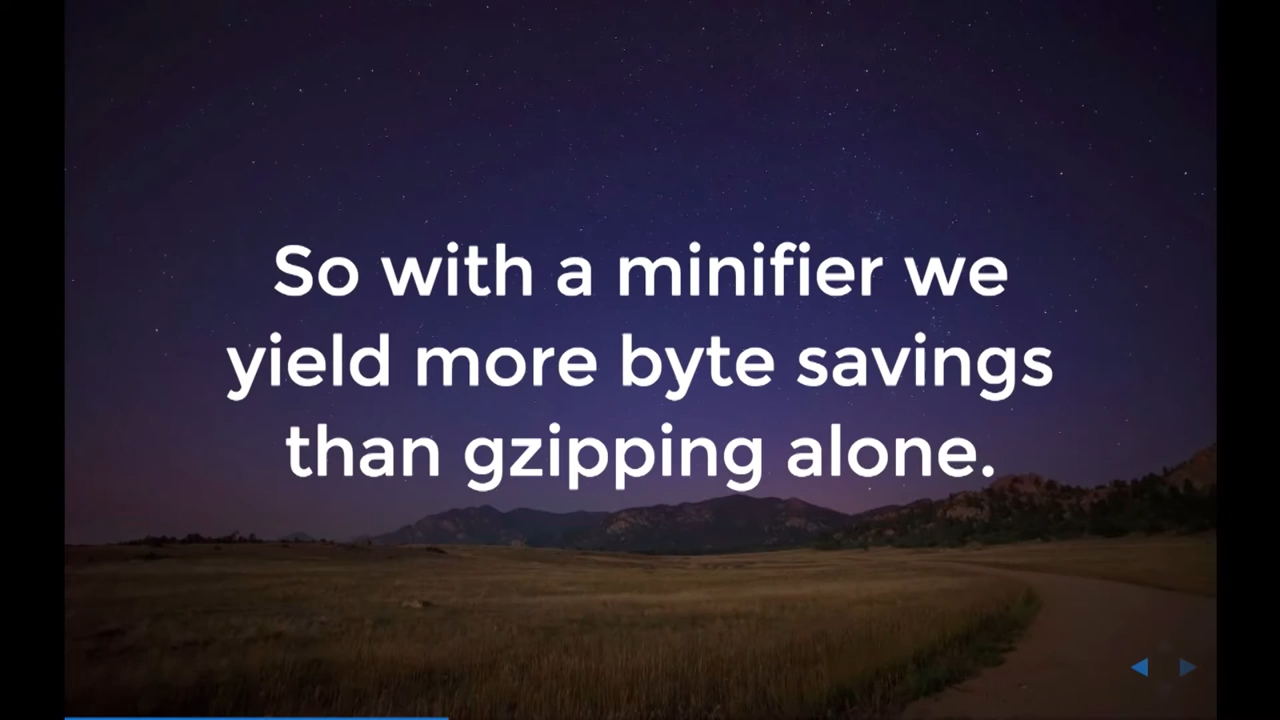 So with a minifier we
yield more byte savings
than gzipping alone.